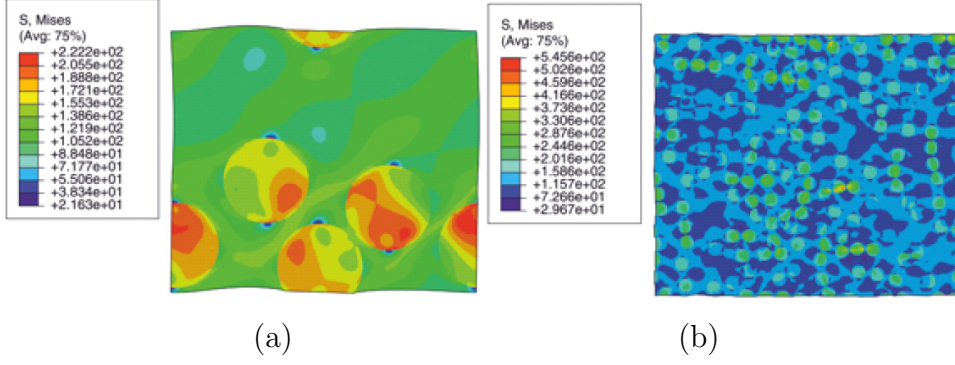 S, Mises
(Avg: 75%)
+2.222e+02
+2.055e+02
+1.888e+02
+1.721e+02
+1.553e+02
+1.386e+02
+1.219e+02
+1.052e+02
+8.848e+01
+7.177e+01
+5.506e+01
+3.834e+01
+2.163e+01
S, Mises
(Avg: 75%)
+5.456e+02
+5.026e+02
+4.596e+02
+4.166e+02
+3.736e+02
+3.306e+02
+2.876e+02
+2.446e+02
+2.016e+02
+1.586e+02
+1.157e+02
+7.266e+01
+2.967e+01
(a)
(b)